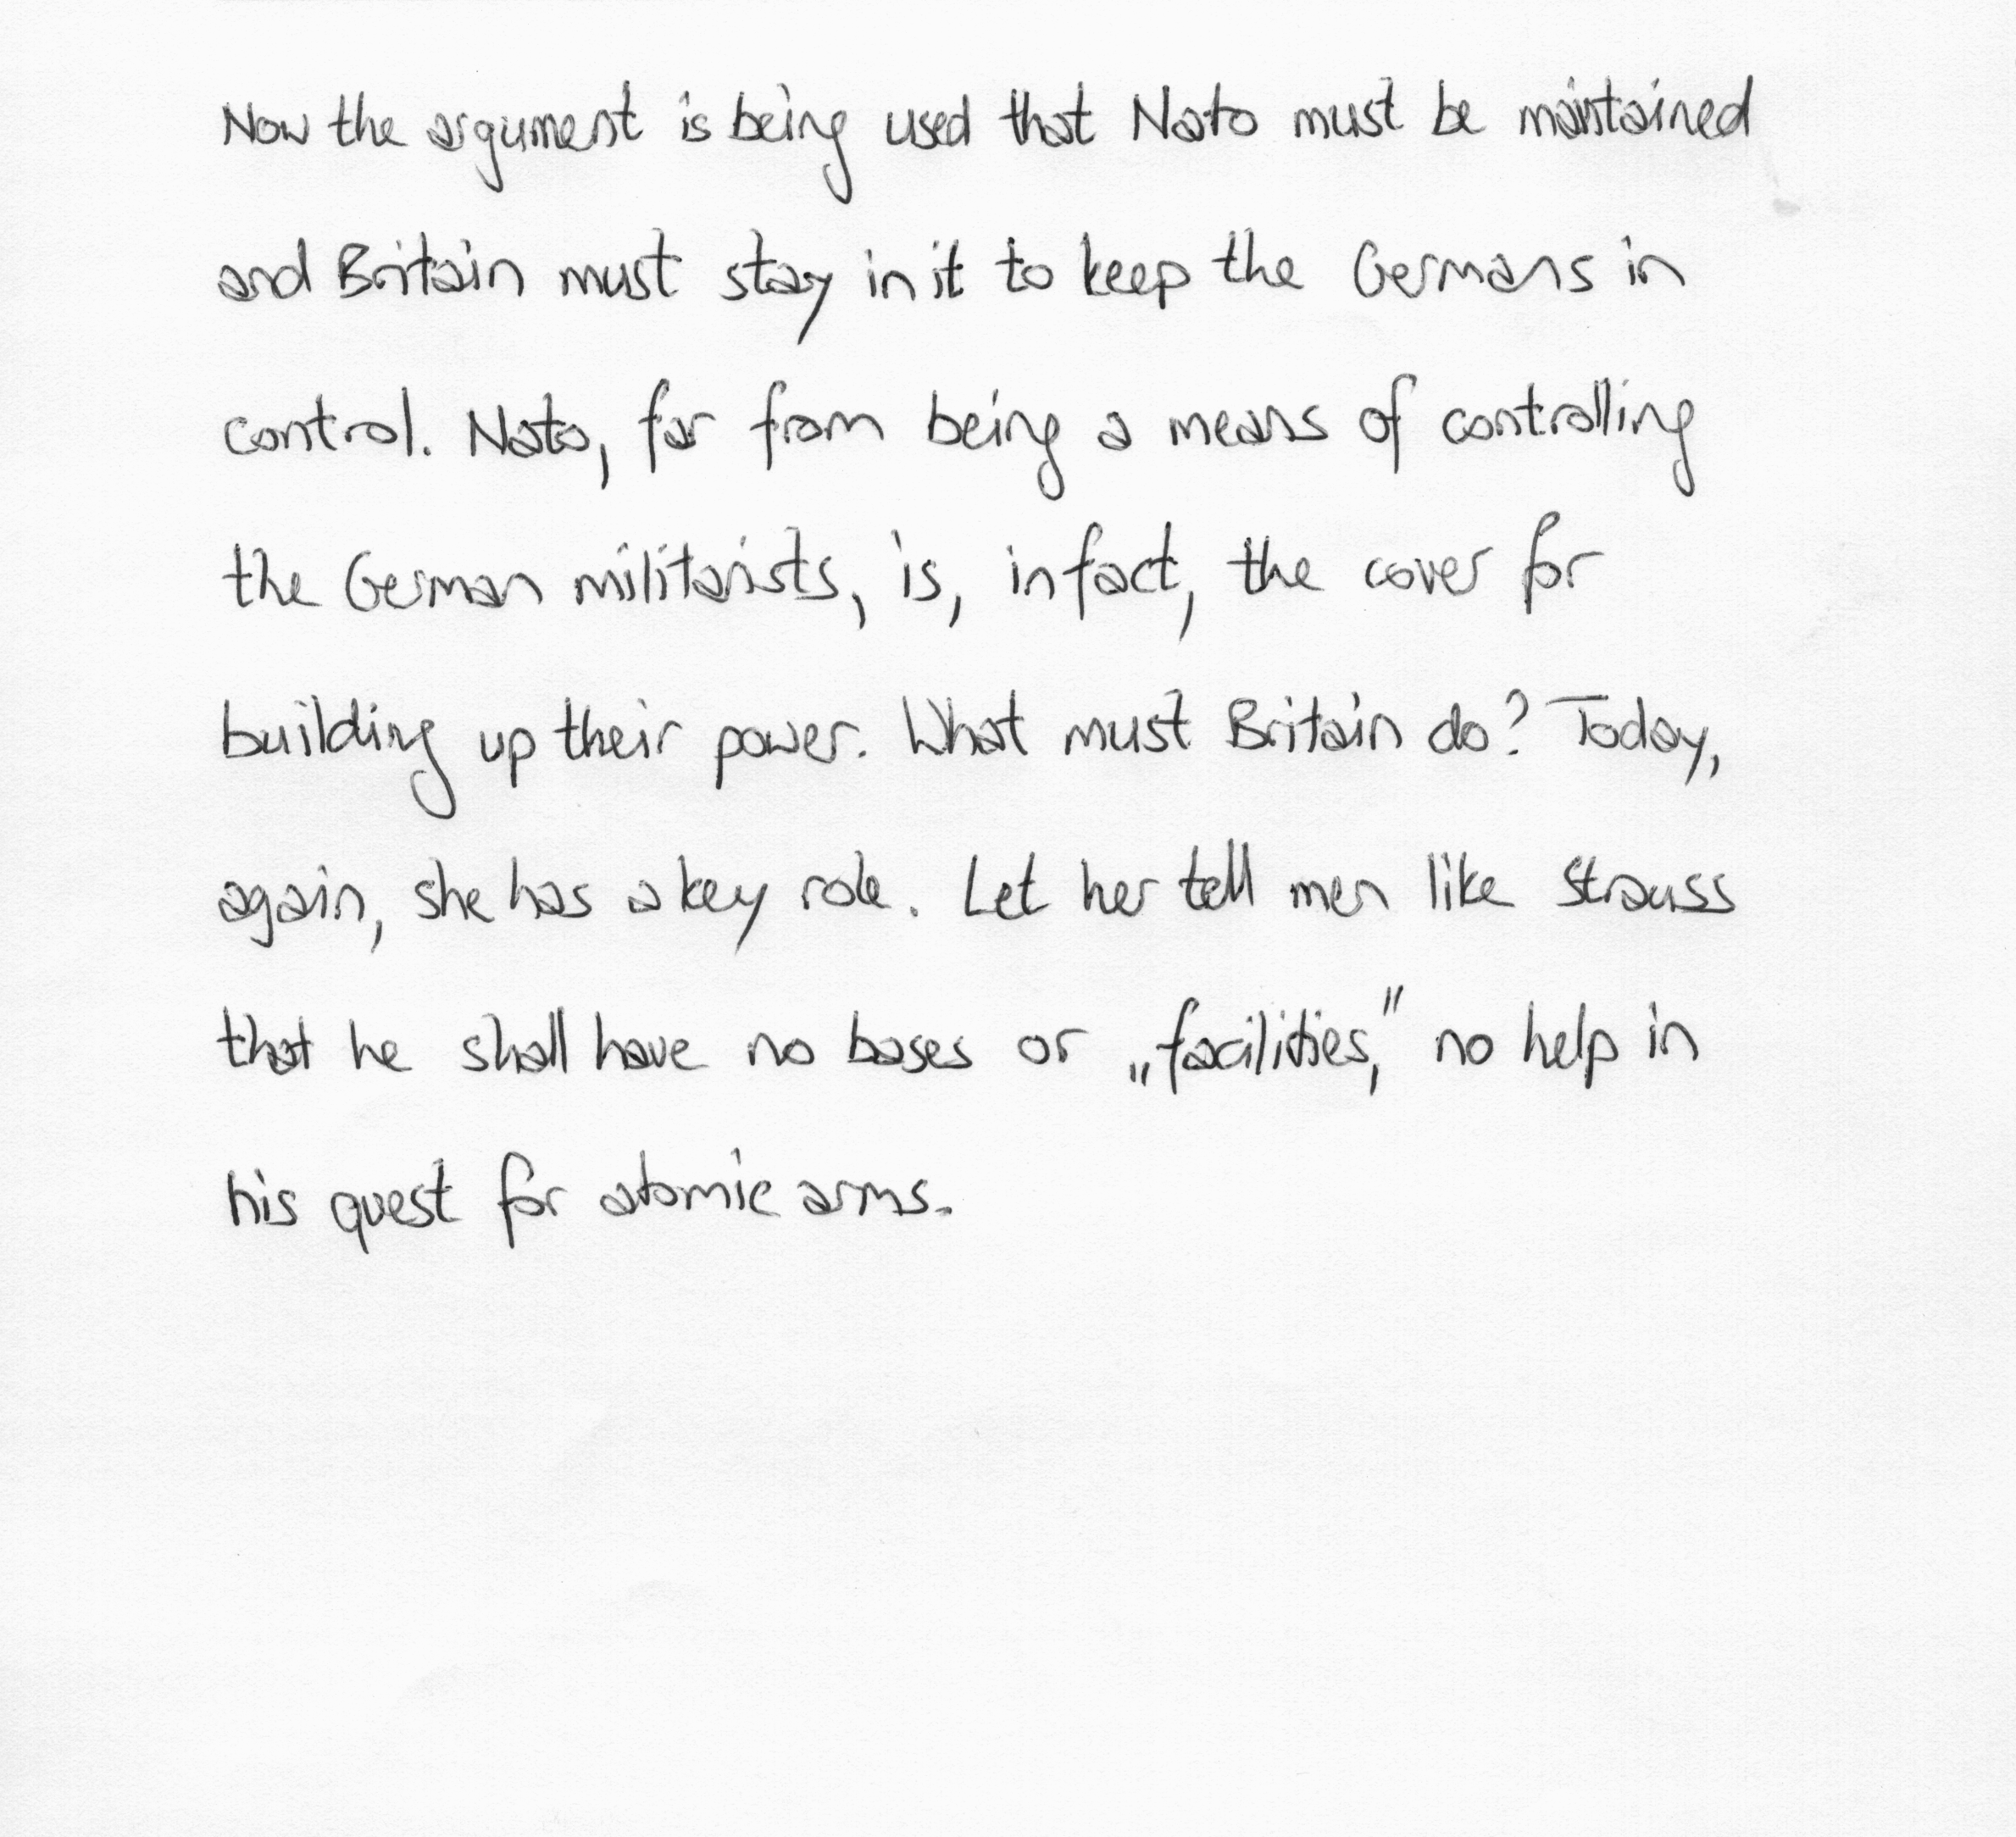 Now the argument is being used that Nato must be maintained
and Britain must stay in it to keep the Germans in
control. Nato, far from being a means of controlling
the German militarists, is, in fact, the cover for
building up their power. What must Britain do? Today,
again, she has a key role. Let her tell men like Strauss
that he shall have no bases or „facilities," no help in
his quest for atomic arms.